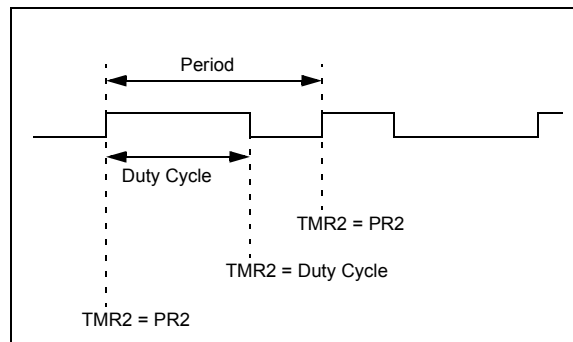 Period
Duty Cycle
TMR2 = PR2
TMR2 = Duty Cycle
TMR2 = PR2